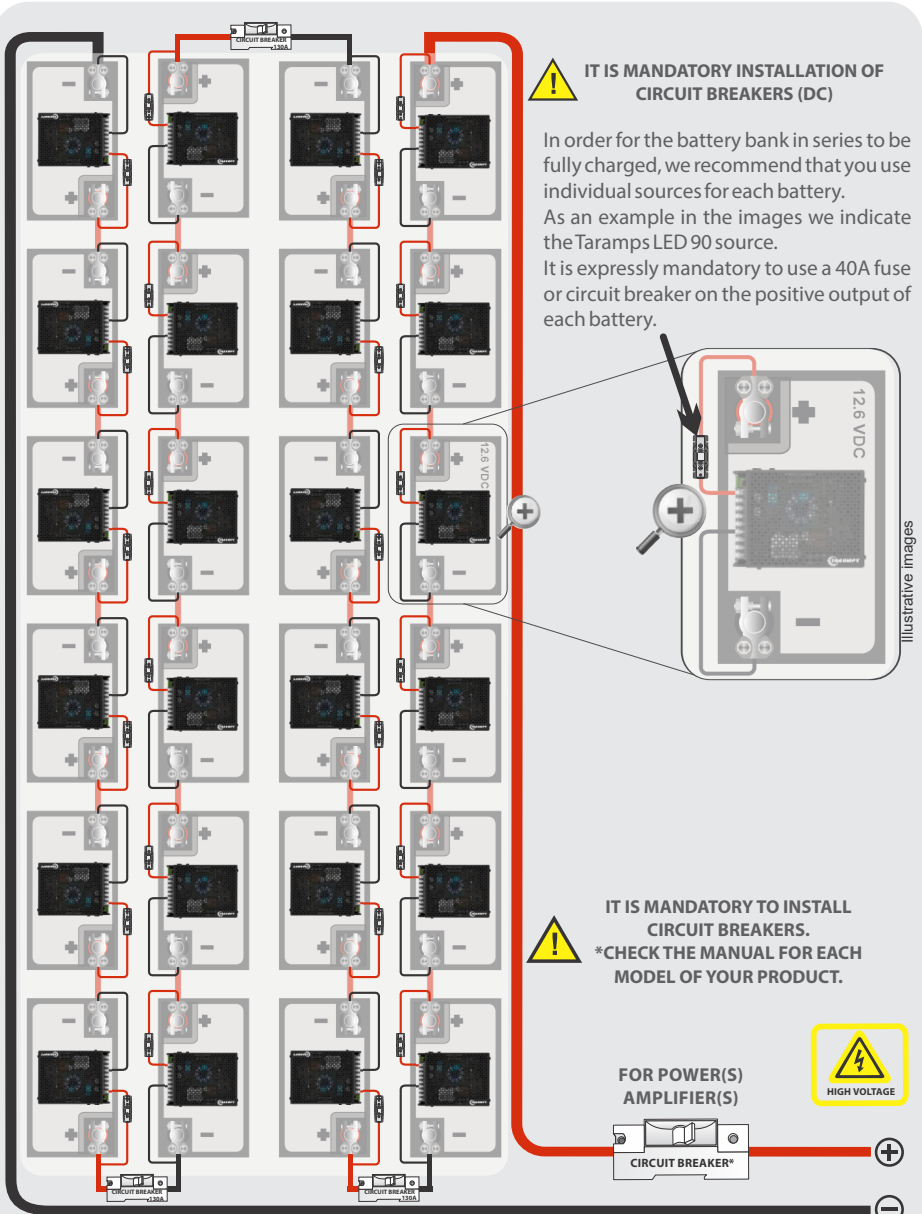 CIRCUIT BREAKER
130A
IT IS MANDATORY INSTALLATION OF
CIRCUIT BREAKERS (DC)
In order for the battery bank in series to be
fully charged, we recommend that you use
individual sources for each battery.
As an example in the images we indicate
the Taramps LED 90 source.
It is expressly mandatory to use a 40A fuse
or circuit breaker on the positive output of
each battery.
12.6 VDC
12.6 VDC
Illustrative images
IT IS MANDATORY TO INSTALL
CIRCUIT BREAKERS.
*CHECK THE MANUAL FOR EACH
MODEL OF YOUR PRODUCT.
FOR POWER(S)
AMPLIFIER(S)
HIGH VOLTAGE
CIRCUIT BREAKER*
CIRCUIT BREAKER
130A
CIRCUIT BREAKER
130A